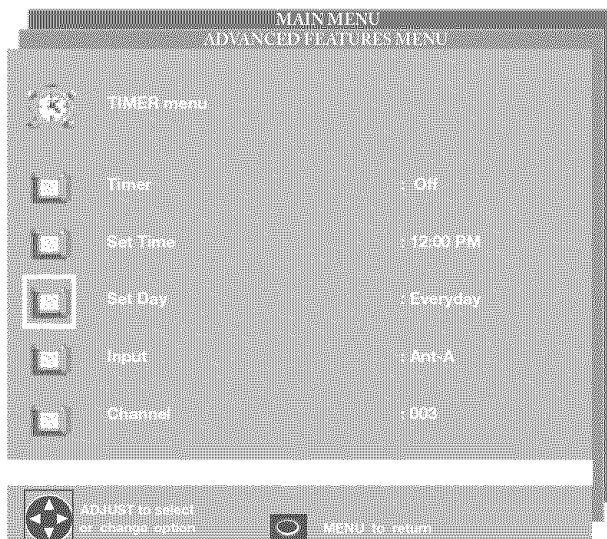 MAIN MENU
ADVANCED FEATURES MENU
TIMER menu
Timer : Off
Set Time : 12:00 PM
Set Day : Everyday
Input : Ant-A
Channel : 003
ADJUST to select
or change option
MENU to return